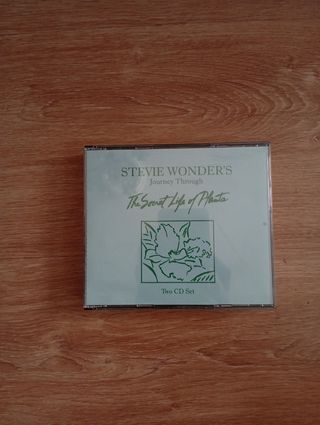 STEVIE WONDER'S
Journey Through
The Secret Life of Plants
Two CD Set